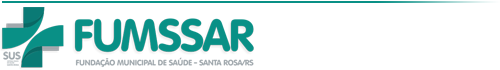 FUMSSAR
SUS
FUNDAÇÃO MUNICIPAL DE SAÚDE - SANTA ROSA/RS